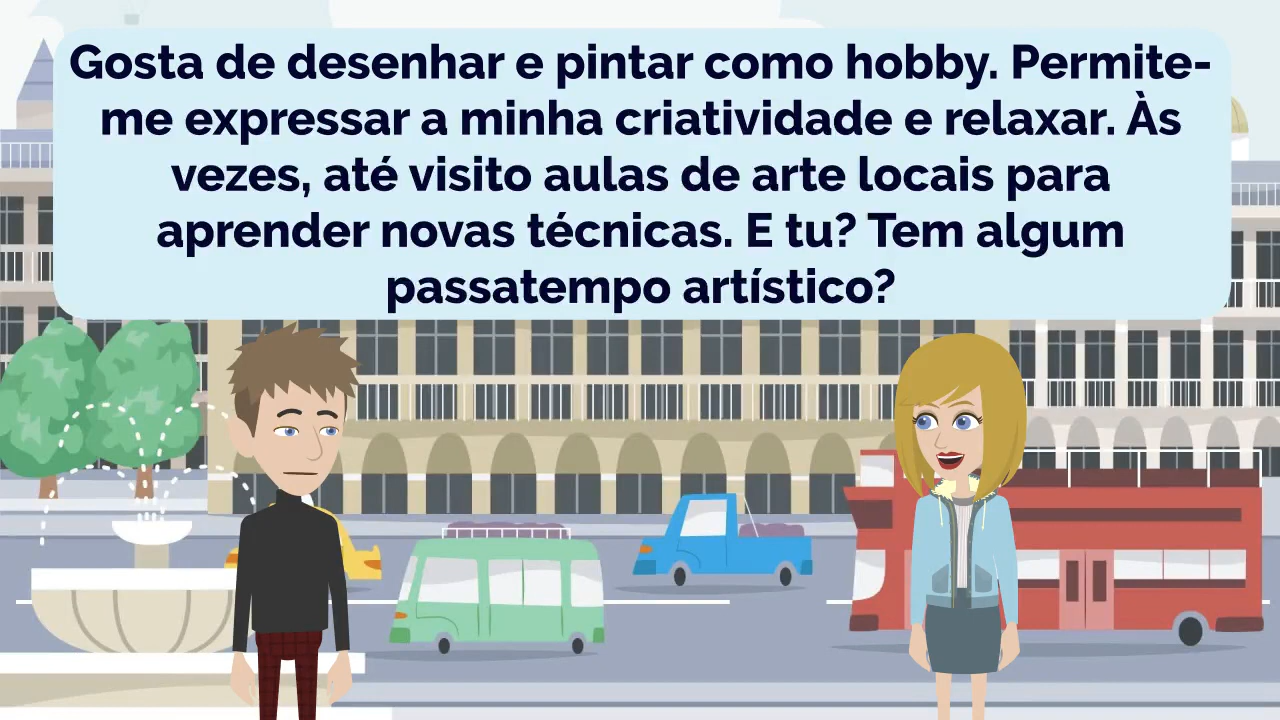 Gosta de desenhar e pintar como hobby. Permite-
me expressar a minha criatividade e relaxar. Às
vezes, até visito aulas de arte locais para
aprender novas técnicas. E tu? Tem algum
passatempo artístico?